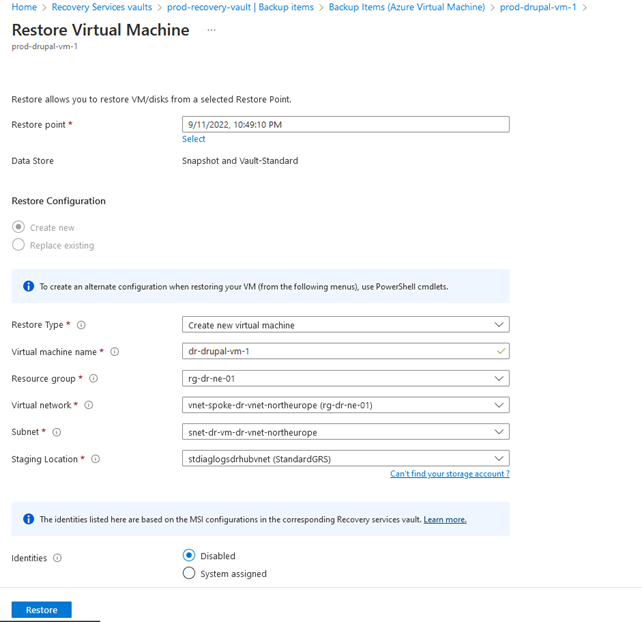 Home > Recovery Services vaults > prod-recovery-vault | Backup items > Backup Items (Azure Virtual Machine) > prod-drupal-vm-1 >
Restore Virtual Machine ...
prod-drupal-vm-1
Restore allows you to restore VM/disks from a selected Restore Point.
Restore point * 9/11/2022, 10:49:10 PM
Select
Data Store Snapshot and Vault-Standard
Restore Configuration
Create new
Replace existing
To create an alternate configuration when restoring your VM (from the following menus), use PowerShell cmdlets.
Restore Type * Create new virtual machine
Virtual machine name * dr-drupal-vm-1
Resource group * rg-dr-ne-01
Virtual network * vnet-spoke-dr-vnet-northeurope (rg-dr-ne-01)
Subnet * snet-dr-vm-dr-vnet-northeurope
Staging Location * stdiaglogsdrhubvnet (StandardGRS)
Can't find your storage account ?
The identities listed here are based on the MSI configurations in the corresponding Recovery services vault. Learn more.
Identities Disabled
System assigned
Restore